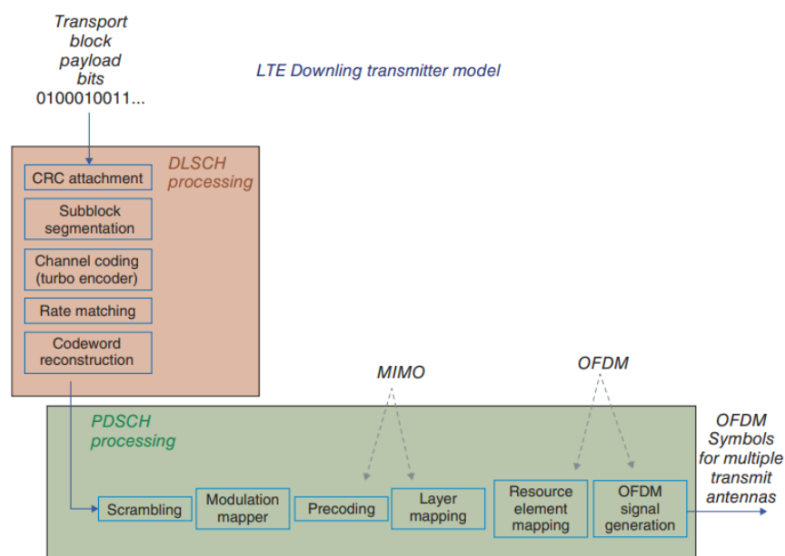 Transport
block
payload
bits
0100010011...
LTE Downling transmitter model
DLSCH
processing
CRC attachment
Subblock
segmentation
Channel coding
(turbo encoder)
Rate matching
Codeword
reconstruction
MIMO
OFDM
PDSCH
processing
Scrambling
Modulation
mapper
Precoding
Layer
mapping
Resource
element
mapping
OFDM
signal
generation
OFDM
Symbols
for multiple
transmit
antennas